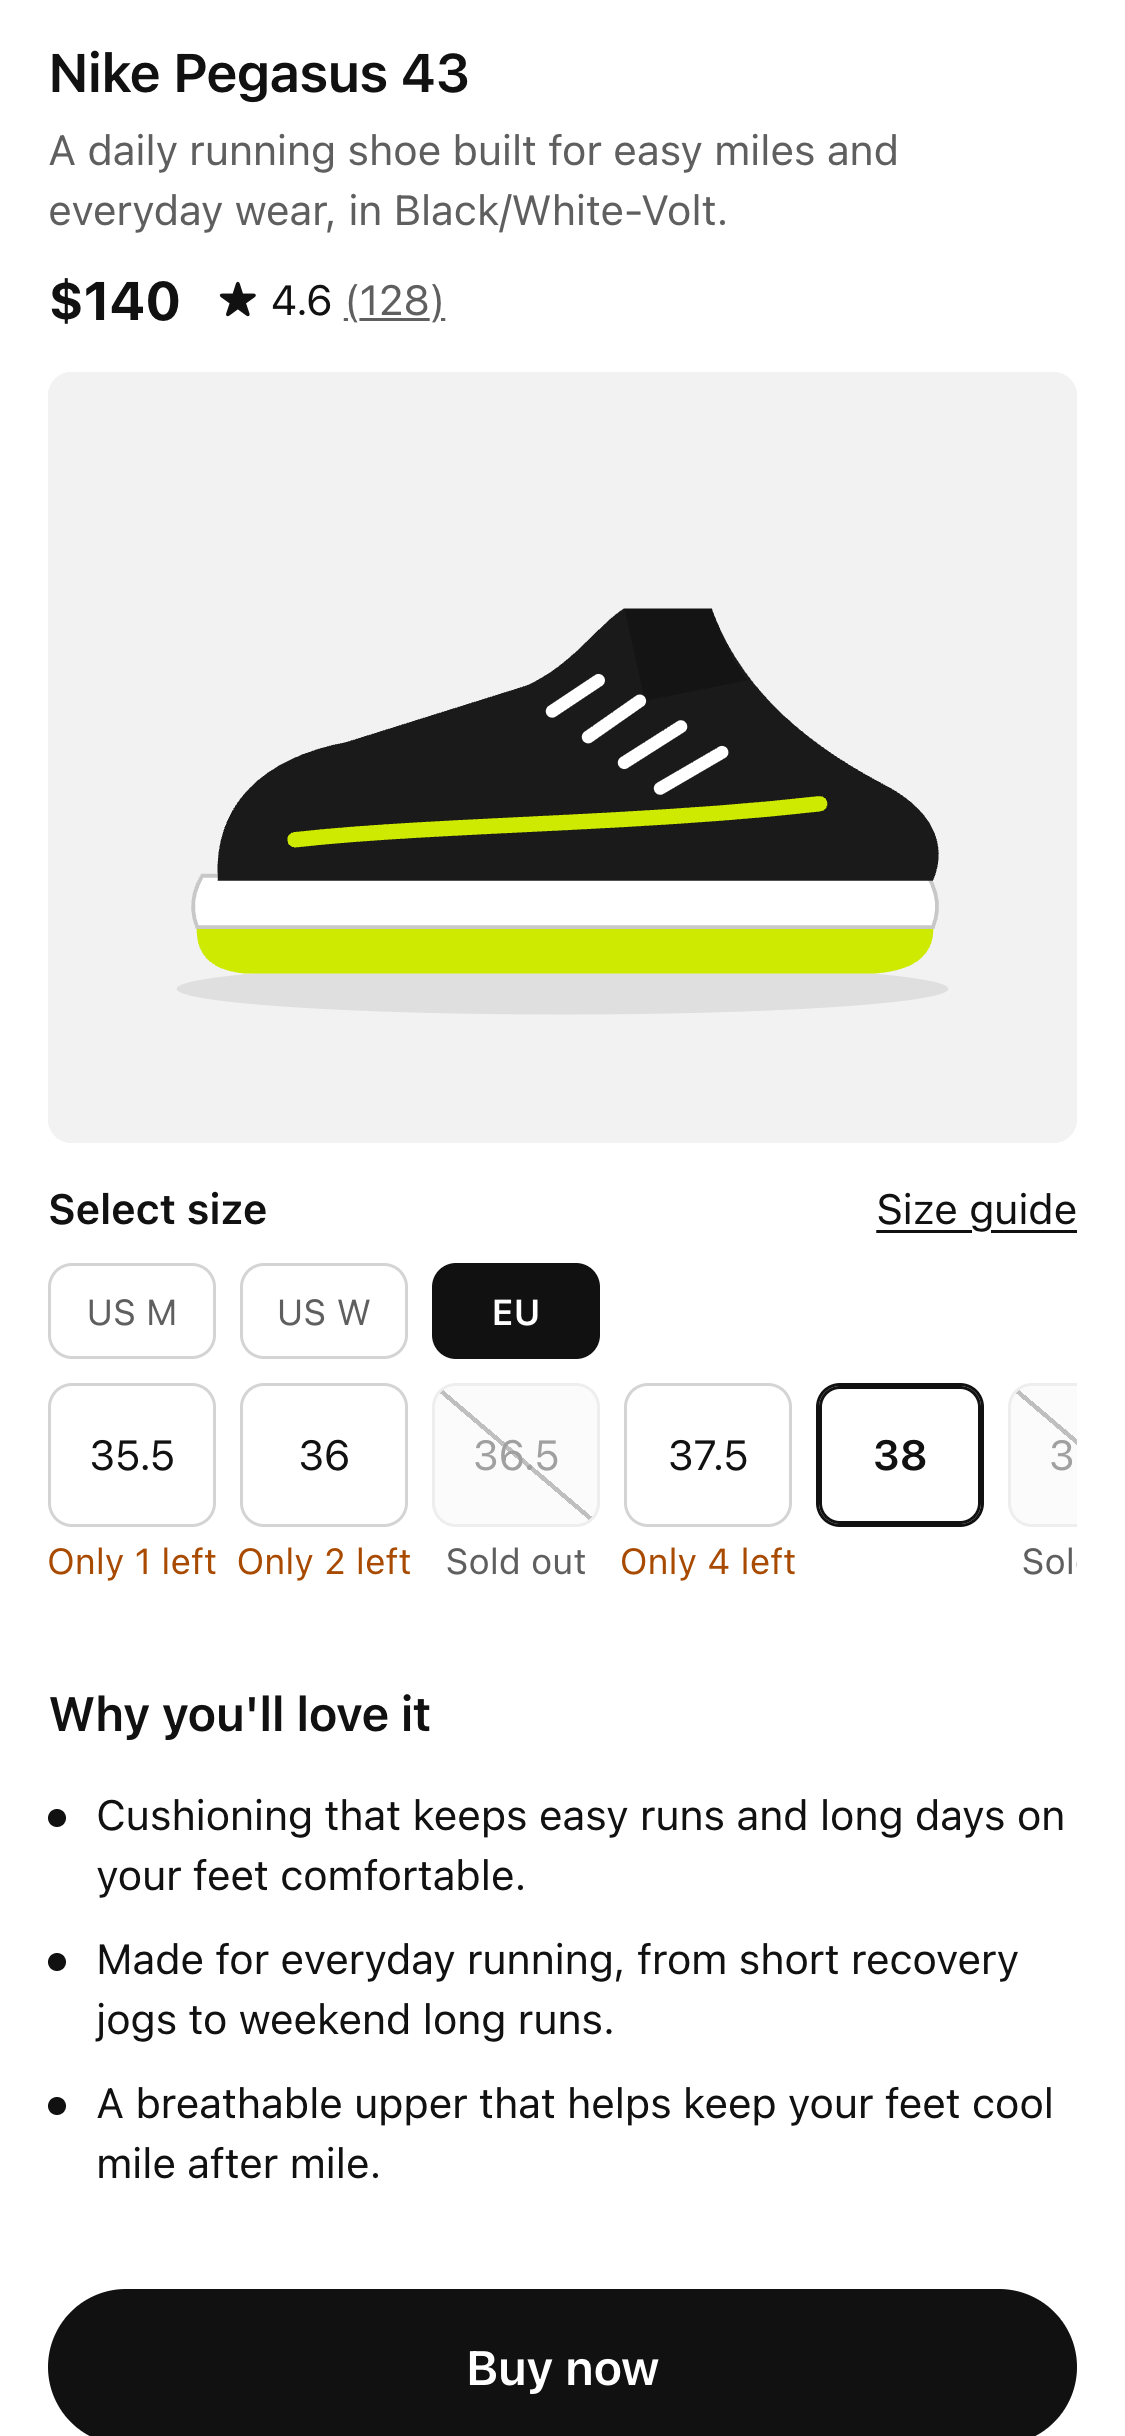 Nike Pegasus 43
A daily running shoe built for easy miles and
everyday wear, in Black/White-Volt.
$140 ★ 4.6 (128)
Select size Size guide
US M US W EU
35.5 36 36.5 37.5 38
Only 1 left Only 2 left Sold out Only 4 left
Why you'll love it
• Cushioning that keeps easy runs and long days on
your feet comfortable.
• Made for everyday running, from short recovery
jogs to weekend long runs.
• A breathable upper that helps keep your feet cool
mile after mile.
Buy now